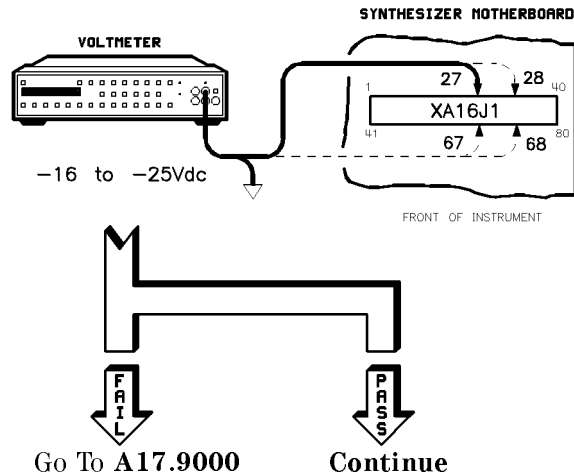 SYNTHESIZER MOTHERBOARD
VOLTMETER
27 28
1 40
XA16J1
41 80
67 68
-16 to -25Vdc
FRONT OF INSTRUMENT
FAIL
PASS
Go To A17.9000
Continue